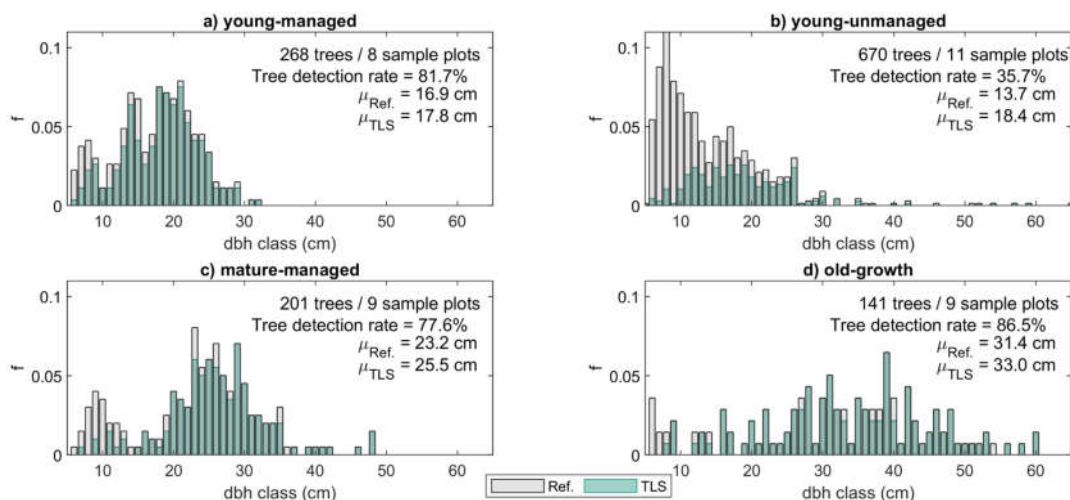 a) young-managed
0.1
0.05
0
f
268 trees / 8 sample plots
Tree detection rate = 81.7%
μRef. = 16.9 cm
μTLS = 17.8 cm
10 20 30 40 50 60
dbh class (cm)
b) young-unmanaged
0.1
0.05
0
f
670 trees / 11 sample plots
Tree detection rate = 35.7%
μRef. = 13.7 cm
μTLS = 18.4 cm
10 20 30 40 50 60
dbh class (cm)
c) mature-managed
0.1
0.05
0
f
201 trees / 9 sample plots
Tree detection rate = 77.6%
μRef. = 23.2 cm
μTLS = 25.5 cm
10 20 30 40 50 60
dbh class (cm)
d) old-growth
0.1
0.05
0
f
141 trees / 9 sample plots
Tree detection rate = 86.5%
μRef. = 31.4 cm
μTLS = 33.0 cm
10 20 30 40 50 60
dbh class (cm)
Ref. TLS